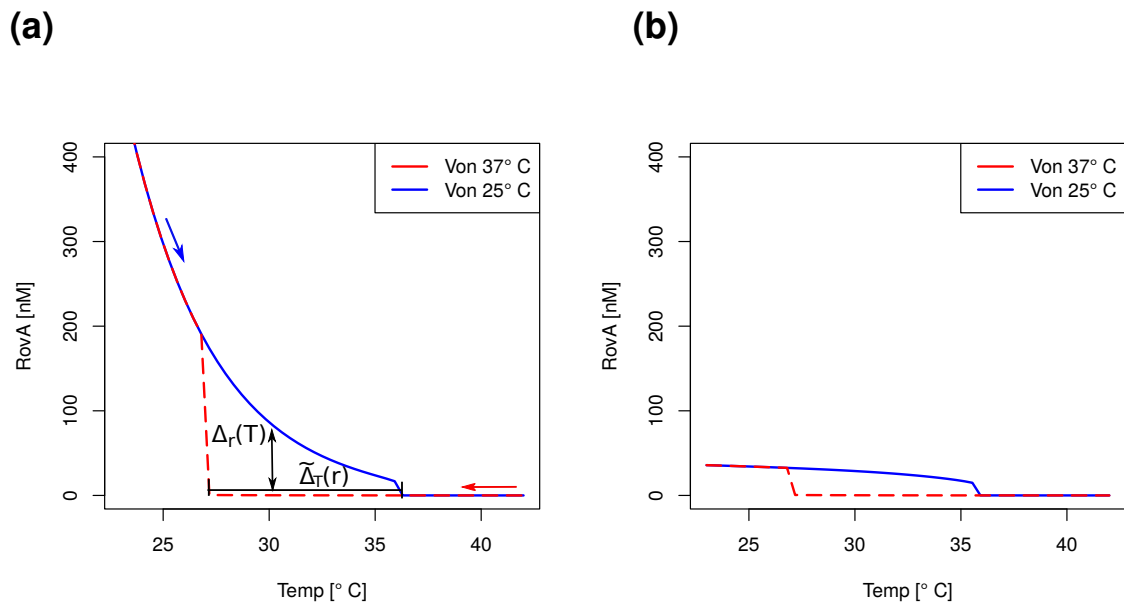 (a)
RovA [nM]
400
300
200
100
0
Von 37° C
Von 25° C
Δr(T)
Δ̃T(r)
25
30
35
40
Temp [° C]
(b)
RovA [nM]
400
300
200
100
0
Von 37° C
Von 25° C
25
30
35
40
Temp [° C]